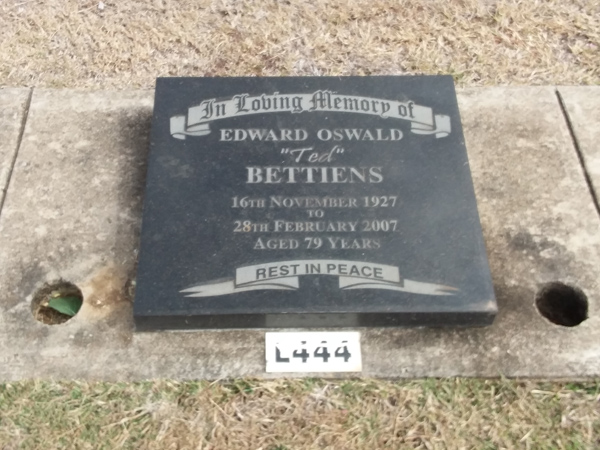 In Loving Memory of
EDWARD OSWALD
"Ted"
BETTIENS
16TH NOVEMBER 1927
TO
28TH FEBRUARY 2007
AGED 79 YEARS
REST IN PEACE
L444